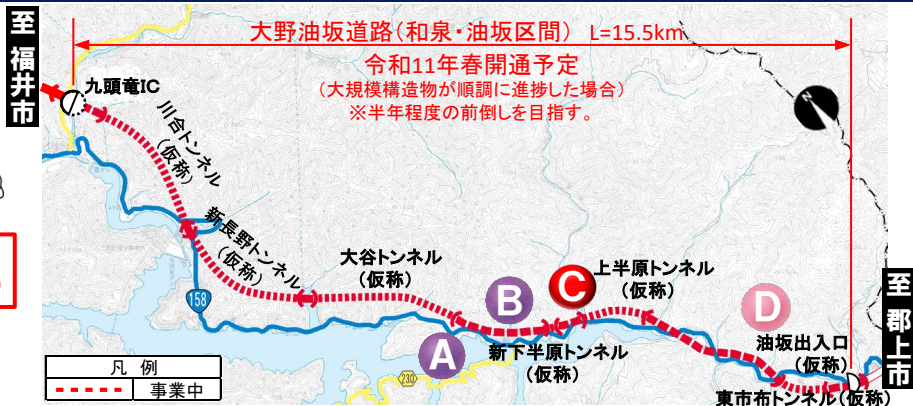 大野油坂道路(和泉・油坂区間) L=15.5km
令和11年春開通予定
(大規模構造物が順調に進捗した場合)
※半年程度の前倒しを目指す。
至 福井市
九頭竜IC
川合トンネル
(仮称)
新長野トンネル
(仮称)
大谷トンネル
(仮称)
158
A
B
C
上半原トンネル
(仮称)
新下半原トンネル
(仮称)
230
D
油坂出入口
(仮称)
東市布トンネル(仮称)
至 郡上市
凡 例
事業中